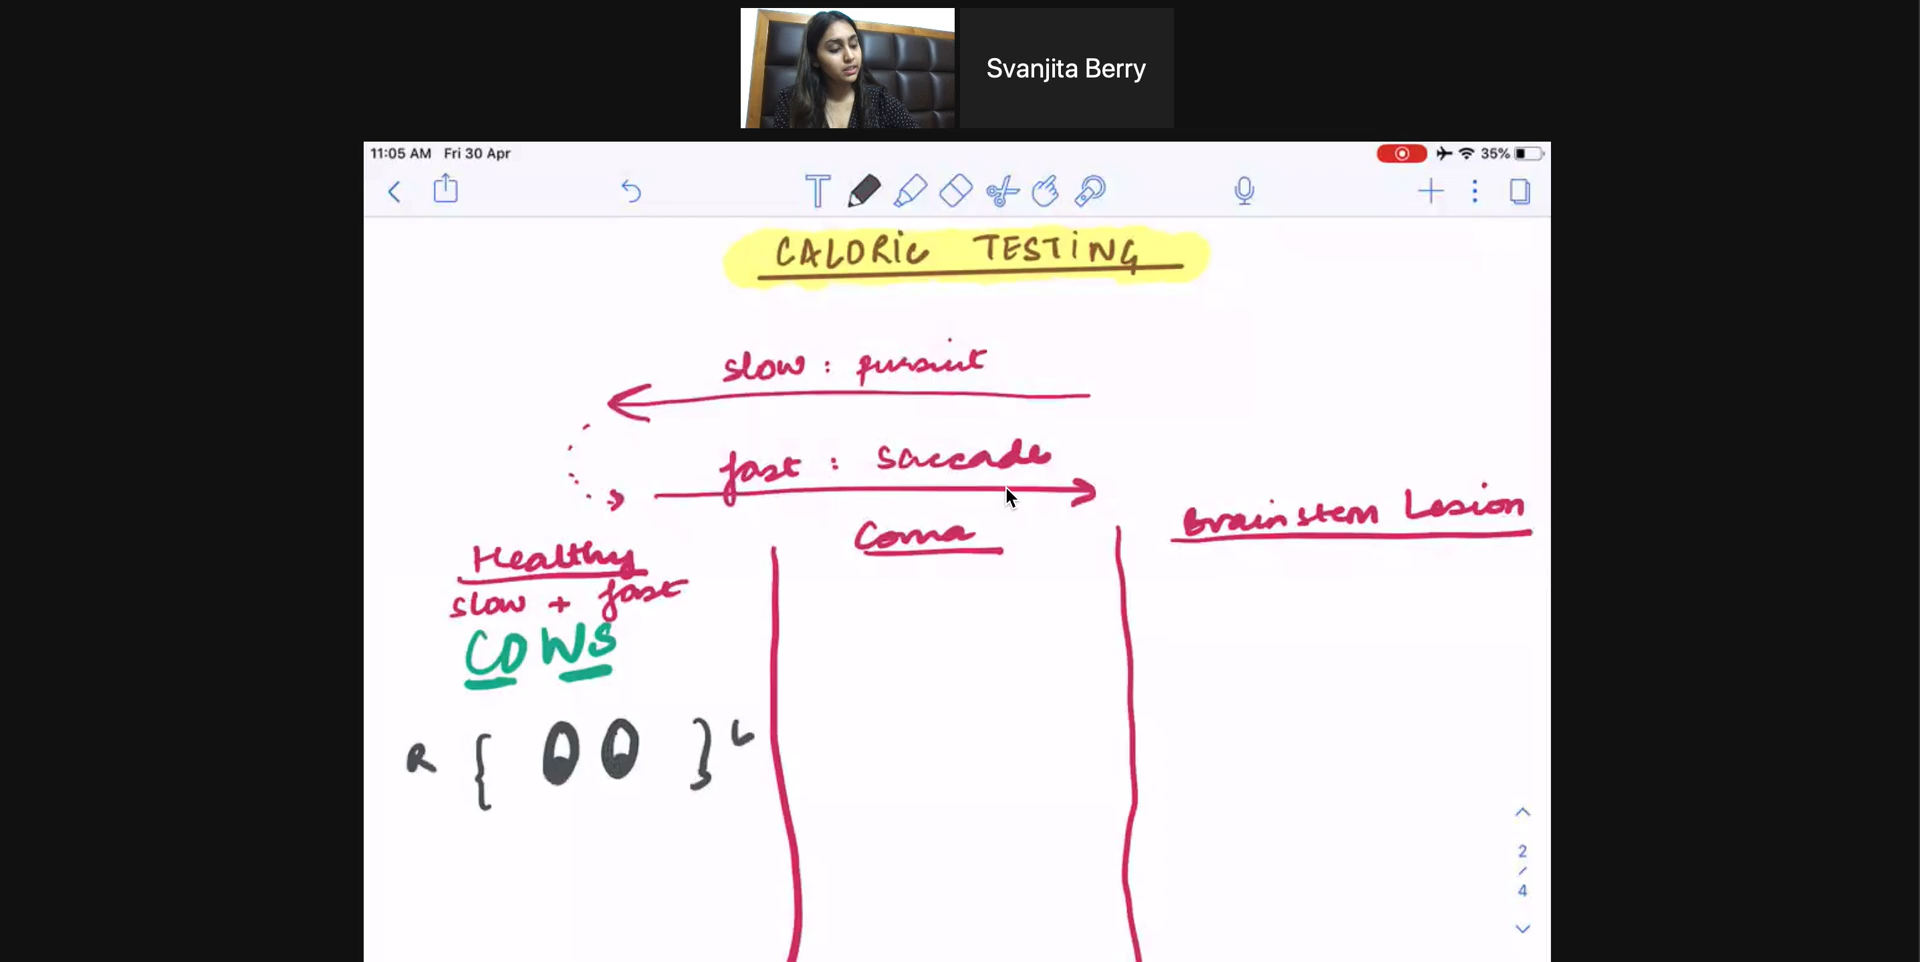 Svanjita Berry
11:05 AM Fri 30 Apr
35%
T
CALORIC TESTING
slow : pursuit
fast : saccade
Brainstem Lesion
Coma
Healthy
slow + fast
COWS
R { } L
2
/
4